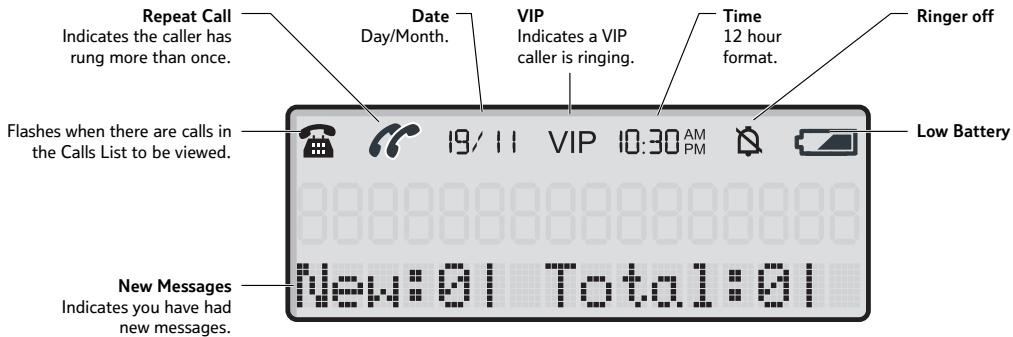 Repeat Call
Indicates the caller has
rung more than once.
Date
Day/Month.
VIP
Indicates a VIP
caller is ringing.
Time
12 hour
format.
Ringer off
Flashes when there are calls in
the Calls List to be viewed.
Low Battery
19/11 VIP 10:30 AM
PM
New:01 Total:01
New Messages
Indicates you have had
new messages.